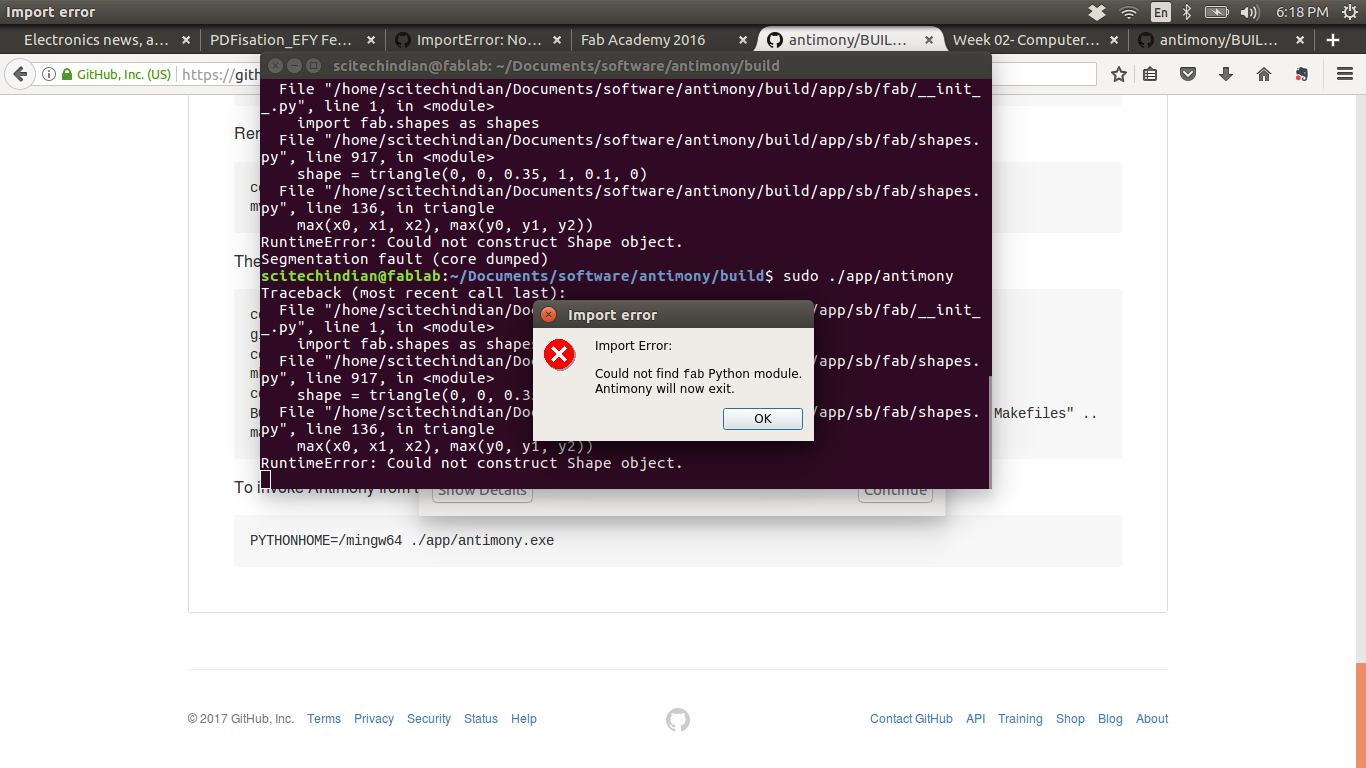 Import error
En
6:18 PM
Electronics news, a...
PDFisation_EFY Fe...
ImportError: No...
Fab Academy 2016
antimony/BUIL...
Week 02- Computer...
antimony/BUIL...
GitHub, Inc. (US)
https://gith
scitechindian@fablab: ~/Documents/software/antimony/build
File "/home/scitechindian/Documents/software/antimony/build/app/sb/fab/__init_
_.py", line 1, in <module>
import fab.shapes as shapes
File "/home/scitechindian/Documents/software/antimony/build/app/sb/fab/shapes.
py", line 917, in <module>
shape = triangle(0, 0, 0.35, 1, 0.1, 0)
File "/home/scitechindian/Documents/software/antimony/build/app/sb/fab/shapes.
py", line 136, in triangle
max(x0, x1, x2), max(y0, y1, y2))
RuntimeError: Could not construct Shape object.
Segmentation fault (core dumped)
scitechindian@fablab:~/Documents/software/antimony/build$ sudo ./app/antimony
Traceback (most recent call last):
File "/home/scitechindian/Do
/app/sb/fab/__init_
_.py", line 1, in <module>
import fab.shapes as shape
File "/home/scitechindian/Do
/app/sb/fab/shapes.
py", line 917, in <module>
shape = triangle(0, 0, 0.3
File "/home/scitechindian/Do
/app/sb/fab/shapes.
py", line 136, in triangle
max(x0, x1, x2), max(y0, y1, y2))
RuntimeError: Could not construct Shape object.
Import error
Import Error:
Could not find fab Python module.
Antimony will now exit.
OK
Makefiles" ..
To invoke Antimony from
Show Details
Continue
PYTHONHOME=/mingw64 ./app/antimony.exe
© 2017 GitHub, Inc.
Terms
Privacy
Security
Status
Help
Contact GitHub
API
Training
Shop
Blog
About